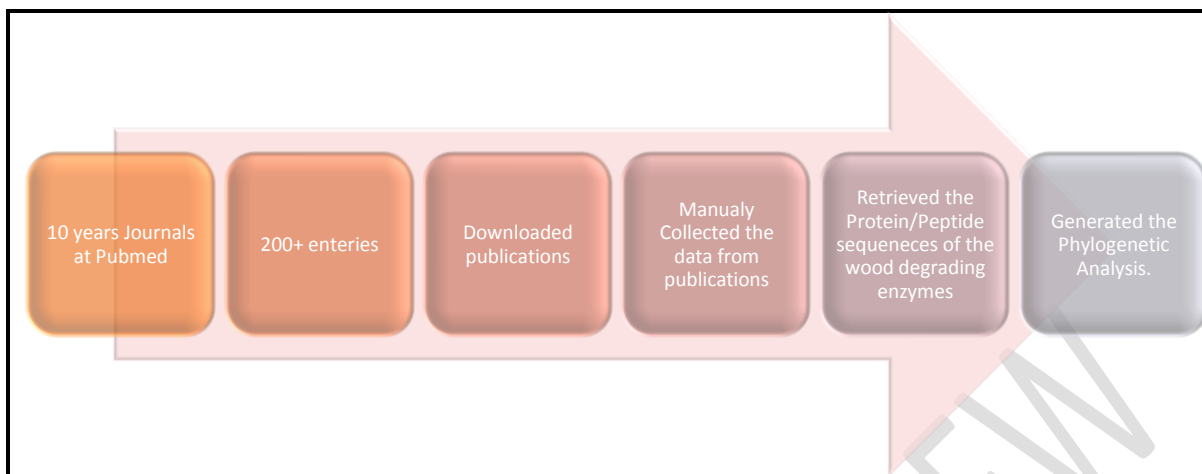 10 years Journals
at Pubmed
200+ enteries
Downloaded
publications
Manualy
Collected the
data from
publications
Retrieved the
Protein/Peptide
sequeneces of the
wood degrading
enzymes
Generated the
Phylogenetic
Analysis.